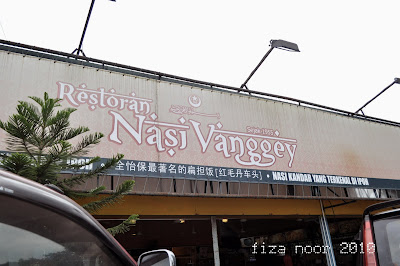 Restoran
Nasi Vanggey
Since 1953
全怡保最著名的扁担饭[红毛丹车头] • NASI KANDAR YANG TERKENAL DI IPOH
fiza noor 2010